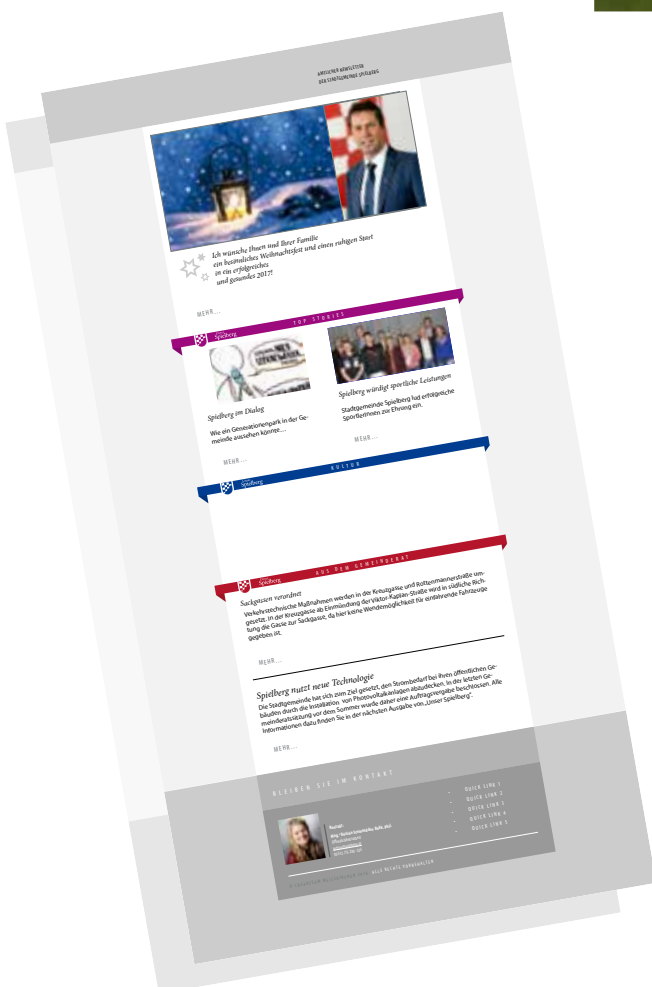 AMTLICHER NEWSLETTER
DER STADTGEMEINDE SPIELBERG
Ich wünsche Ihnen und Ihrer Familie
ein besinnliches Weihnachtsfest und einen ruhigen Start
in ein erfolgreiches
und gesundes 2017!
MEHR...
Spielberg
TOP STORIES
Spielberg im Dialog
Wie ein Generationenpark in der Ge-
meinde aussehen könnte...
MEHR...
Spielberg würdigt sportliche Leistungen
Stadtgemeinde Spielberg lud erfolgreiche
SportlerInnen zur Ehrung ein.
MEHR...
Spielberg
KULTUR
Spielberg
AUS DEM GEMEINDERAT
Sackgassen verordnet
Verkehrstechnische Maßnahmen werden in der Kreuzgasse und Rottenmannerstraße um-
gesetzt. In der Kreuzgasse ab Einmündung der Viktor-Kaplan-Straße wird in südliche Rich-
tung die Gasse zur Sackgasse, da hier keine Wendemöglichkeit für einfahrende Fahrzeuge
gegeben ist.
MEHR...
Spielberg nutzt neue Technologie
Die Stadtgemeinde hat sich zum Ziel gesetzt, den Strombedarf bei ihren öffentlichen Ge-
bäuden durch die Installation von Photovoltaikanlagen abzudecken. In der letzten Ge-
meinderatssitzung vor dem Sommer wurde daher eine Auftragsvergabe beschlossen. Alle
Informationen dazu finden Sie in der nächsten Ausgabe von „Unser Spielberg“.
MEHR...
BLEIBEN SIE IM KONTAKT
Kontakt:
- QUICK LINK 1
- QUICK LINK 2
- QUICK LINK 3
- QUICK LINK 4
- QUICK LINK 5
ALLE RECHTE VORBEHALTEN